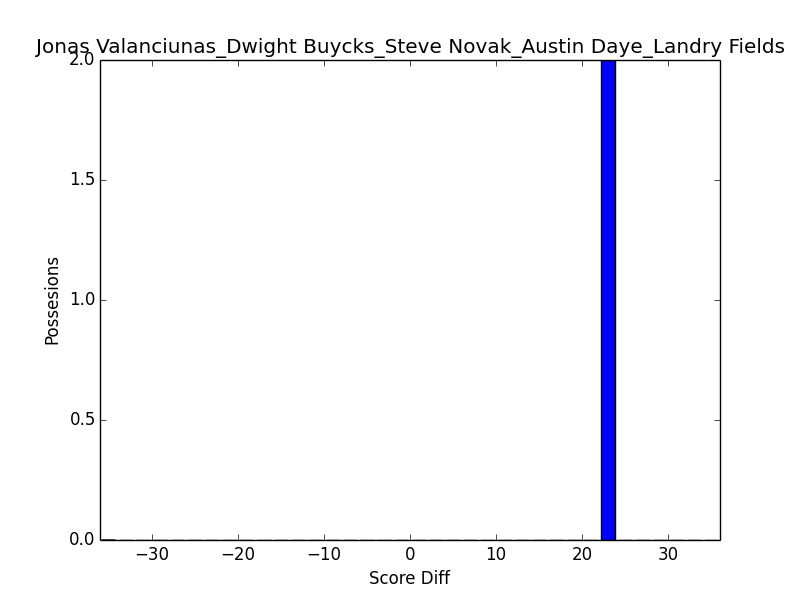 Jonas Valanciunas_Dwight Buycks_Steve Novak_Austin Daye_Landry Fields
2.0
1.5
1.0
0.5
0.0
Possesions
−30 −20 −10 0 10 20 30
Score Diff